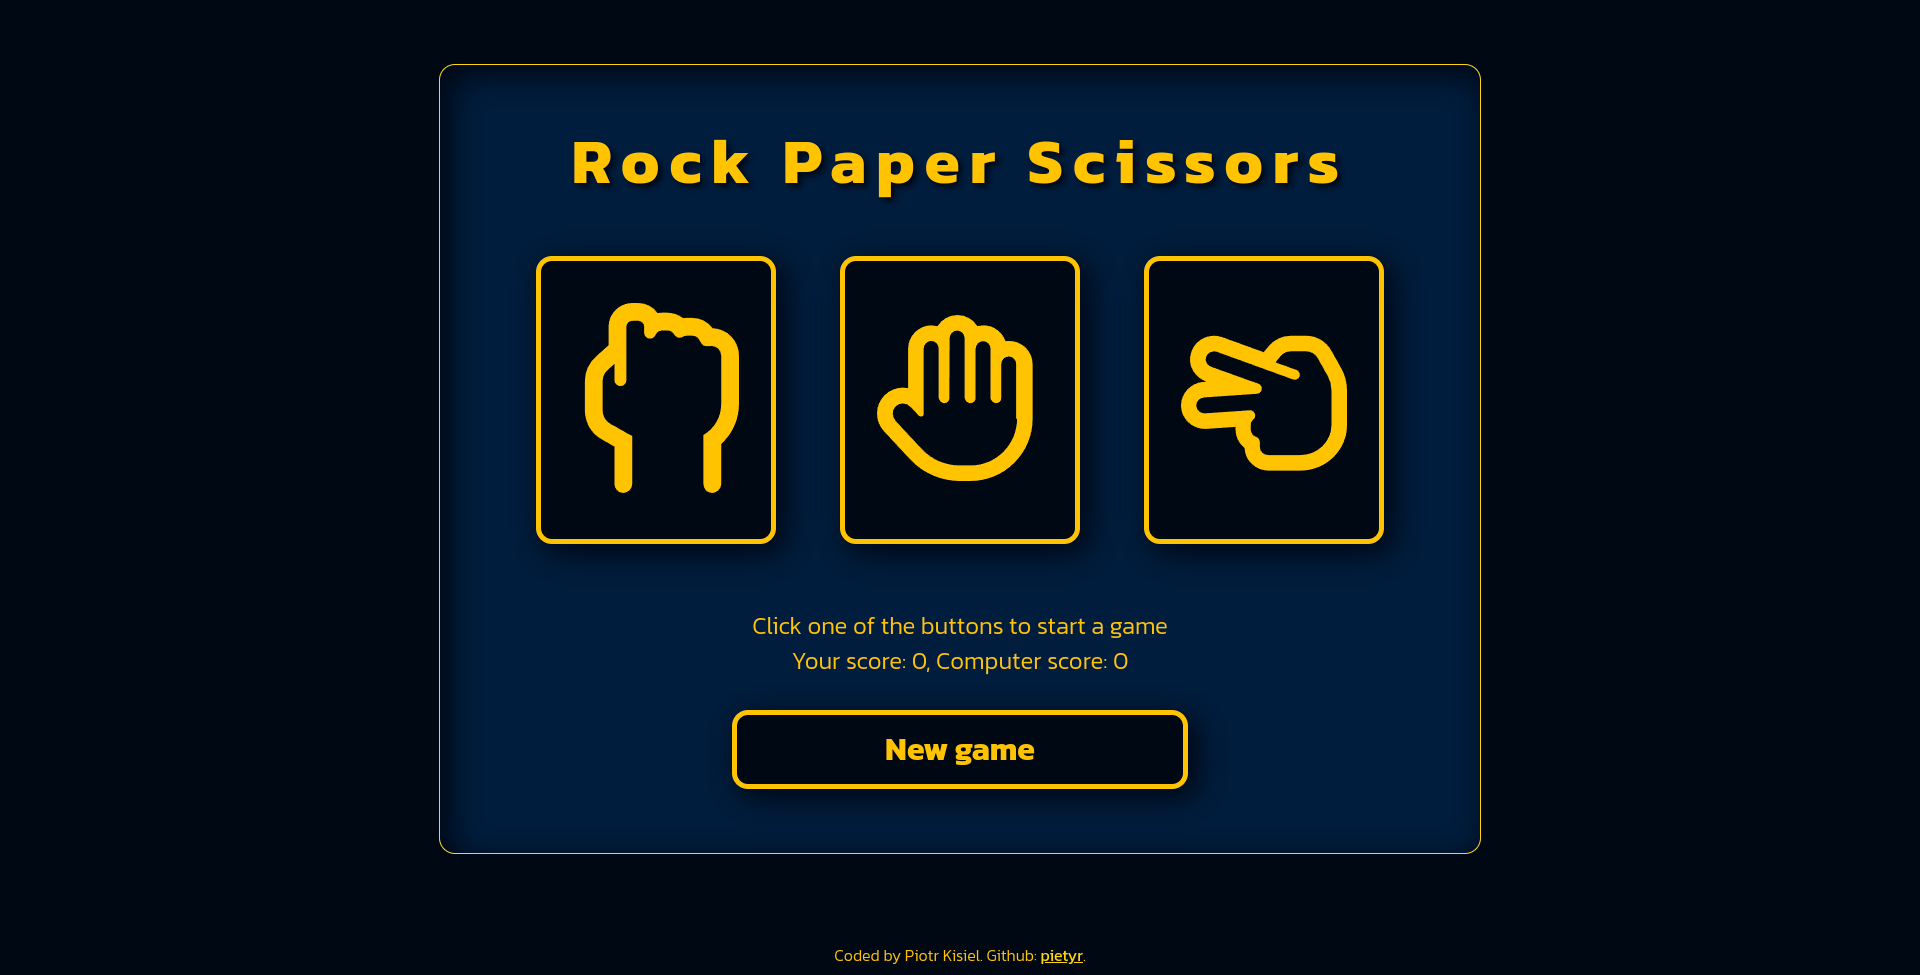 Rock Paper Scissors
Click one of the buttons to start a game
Your score: 0, Computer score: 0
New game
Coded by Piotr Kisiel. Github: pietyr.